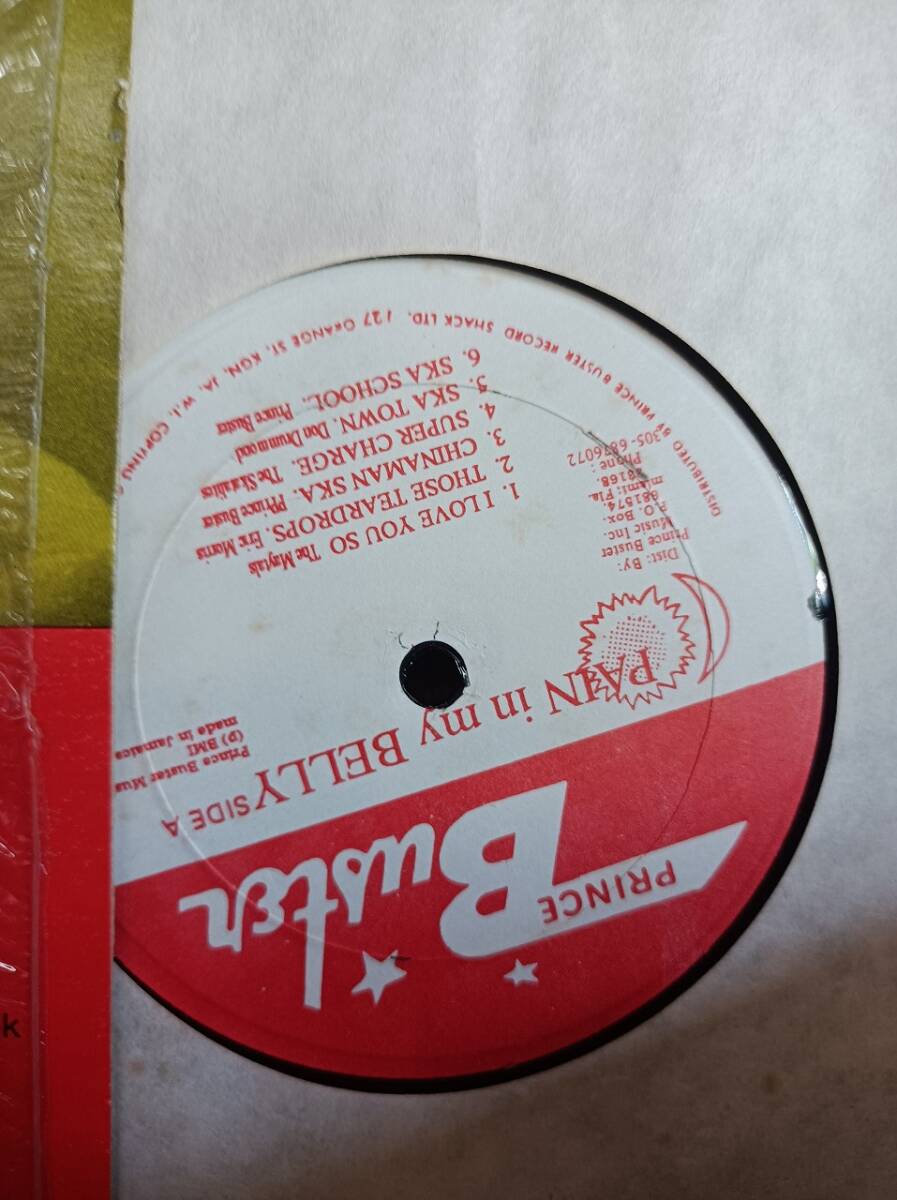 PRINCE
Buster
PAIN in my BELLY SIDE A
Dist: By:
Prince Buster
Music Inc.
P.O. Box.
681574.
miami: Fla.
Phone :
305-6876072
Prince Buster Mus
(p) BMI
made in Jamaica
1. I LOVE YOU SO The Maytals
2. THOSE TEARDROPS. Eric Morris
3. CHINAMAN SKA. PRince Buster
4. SUPER CHARGE. The Skatalites
5. SKA TOWN. Don Drummond
6. SKA SCHOOL. Prince Buster
DISTRIBUTED BY PRINCE BUSTER RECORD SHACK LTD. 127 ORANGE ST. KGN. JA. W.I.
k